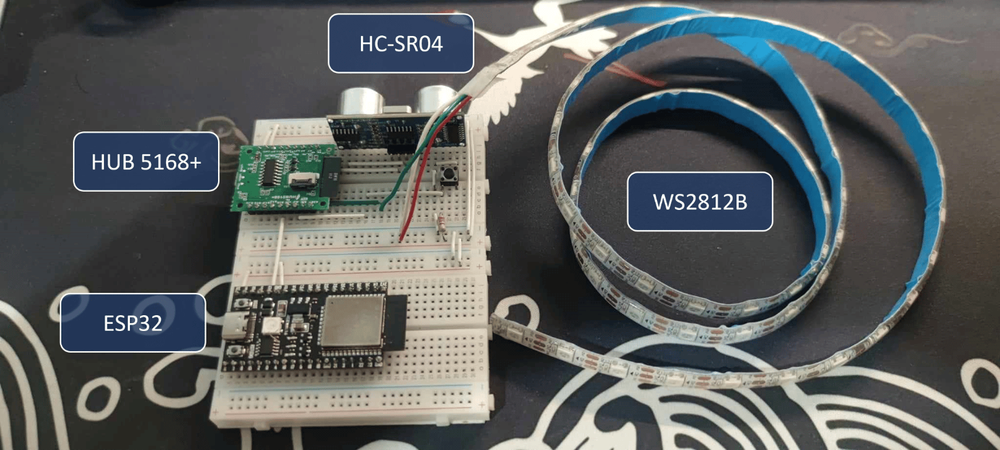 HC-SR04
HUB 5168+
WS2812B
ESP32